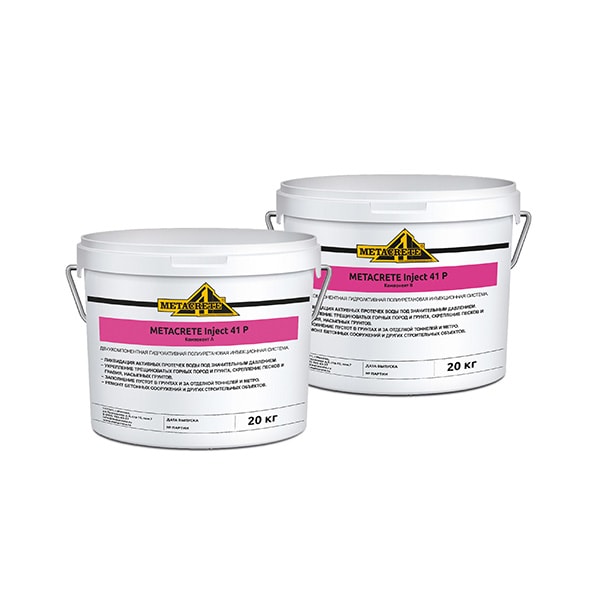 METACRETE
METACRETE Inject 41 P
Компонент А
ДВУХКОМПОНЕНТНАЯ ГИДРОАКТИВНАЯ ПОЛИУРЕТАНОВАЯ ИНЪЕКЦИОННАЯ СИСТЕМА.
- ЛИКВИДАЦИЯ АКТИВНЫХ ПРОТЕЧЕК ВОДЫ ПОД ЗНАЧИТЕЛЬНЫМ ДАВЛЕНИЕМ
- УКРЕПЛЕНИЕ ТРЕЩИНОВАТЫХ ГОРНЫХ ПОРОД И ГРУНТА, СКРЕПЛЕНИЕ ПЕСКОВ И
ГРАВИЯ, НАСЫПНЫХ ГРУНТОВ.
- ЗАПОЛНЕНИЕ ПУСТОТ В ГРУНТАХ И ЗА ОТДЕЛКОЙ ТОННЕЛЕЙ И МЕТРО.
- РЕМОНТ БЕТОННЫХ СООРУЖЕНИЙ И ДРУГИХ СТРОИТЕЛЬНЫХ ОБЪЕКТОВ.
ДАТА ВЫПУСКА
№ ПАРТИИ
20 кг
METACRETE
METACRETE Inject 41 P
Компонент
ПОНЕНТНАЯ ГИДРОАКТИВНАЯ ПОЛИУРЕТАНОВАЯ ИНЪЕКЦИОННАЯ СИСТЕМА.
АКТИВНЫХ ПРОТЕЧЕК ВОДЫ ПОД ЗНАЧИТЕЛЬНЫМ ДАВЛЕНИЕМ
ТРЕЩИНОВАТЫХ ГОРНЫХ ПОРОД И ГРУНТА, СКРЕПЛЕНИЕ ПЕСКОВ И
НАСЫПНЫХ ГРУНТОВ.
ПУСТОТ В ГРУНТАХ И ЗА ОТДЕЛКОЙ ТОННЕЛЕЙ И МЕТРО.
БЕТОННЫХ СООРУЖЕНИЙ И ДРУГИХ СТРОИТЕЛЬНЫХ ОБЪЕКТОВ.
ДАТА ВЫПУСКА
№ ПАРТИИ
20 кг